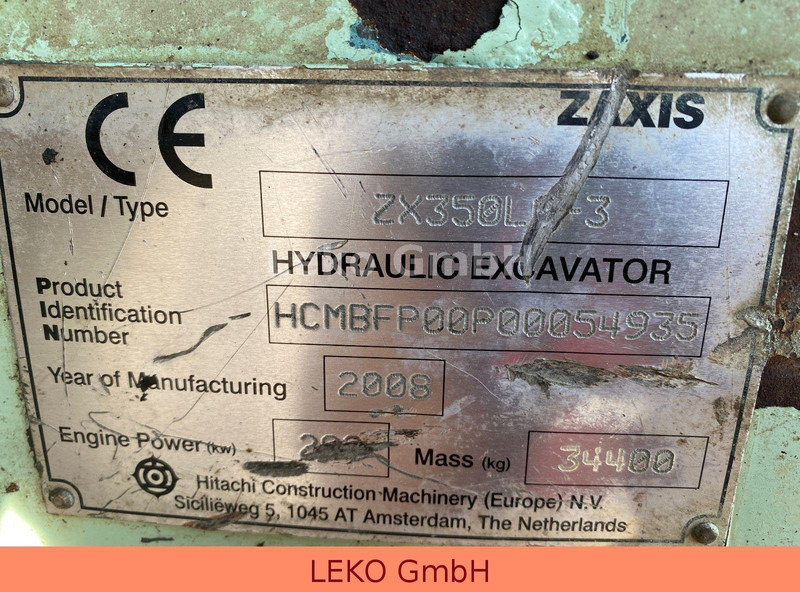 CE
ZAXIS
Model / Type
HYDRAULIC EXCAVATOR
GmbH
Product
Identification
Number
HCMBFP00P00054935
Year of Manufacturing
2008
Engine Power (kw)
Mass (kg)
34400
Hitachi Construction Machinery (Europe) N.V.
Siciliëweg 5, 1045 AT Amsterdam, The Netherlands
LEKO GmbH